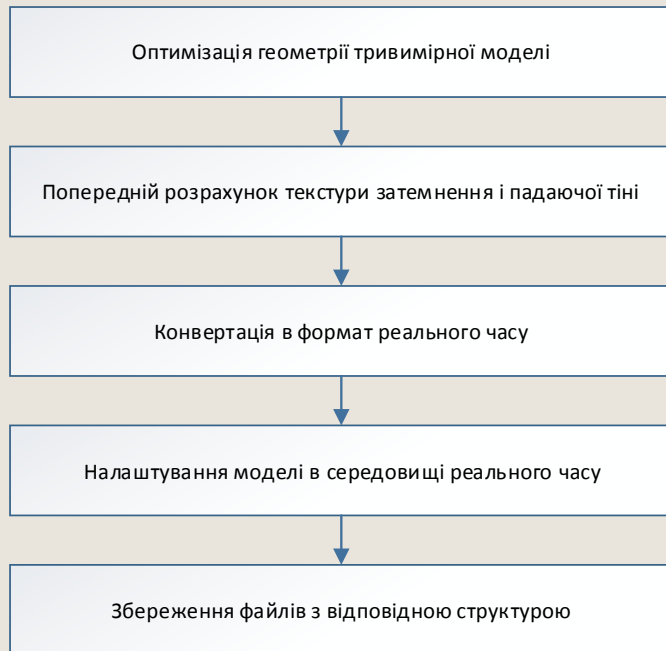 Оптимізація геометрії тривимірної моделі
Попередній розрахунок текстури затемнення і падаючої тіні
Конвертація в формат реального часу
Налаштування моделі в середовищі реального часу
Збереження файлів з відповідною структурою